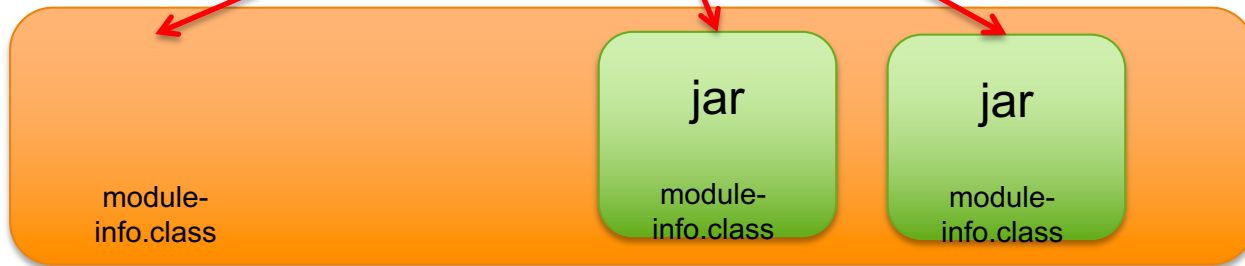 jar
jar
module-
info.class
module-
info.class
module-
info.class